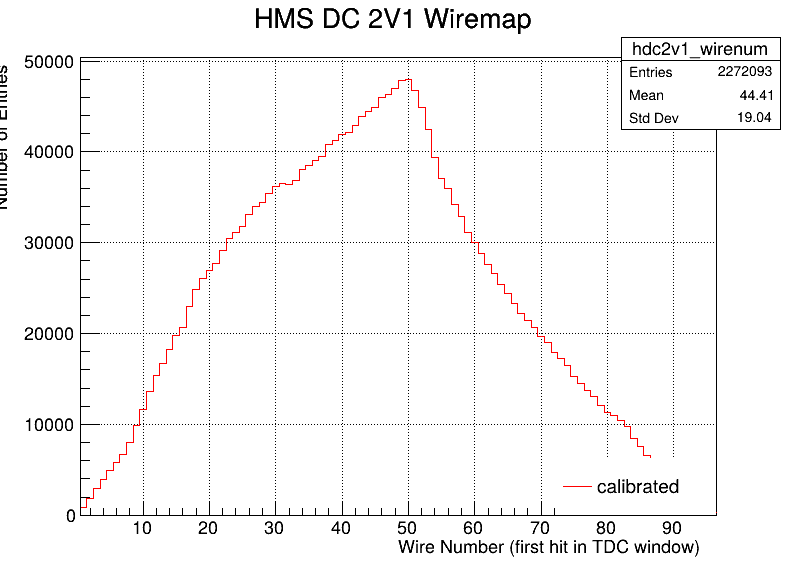 HMS DC 2V1 Wiremap
hdc2v1_wirenum
Entries 2272093
Mean 44.41
Std Dev 19.04
Number of Entries
50000
40000
30000
20000
10000
0
calibrated
10 20 30 40 50 60 70 80 90
Wire Number (first hit in TDC window)